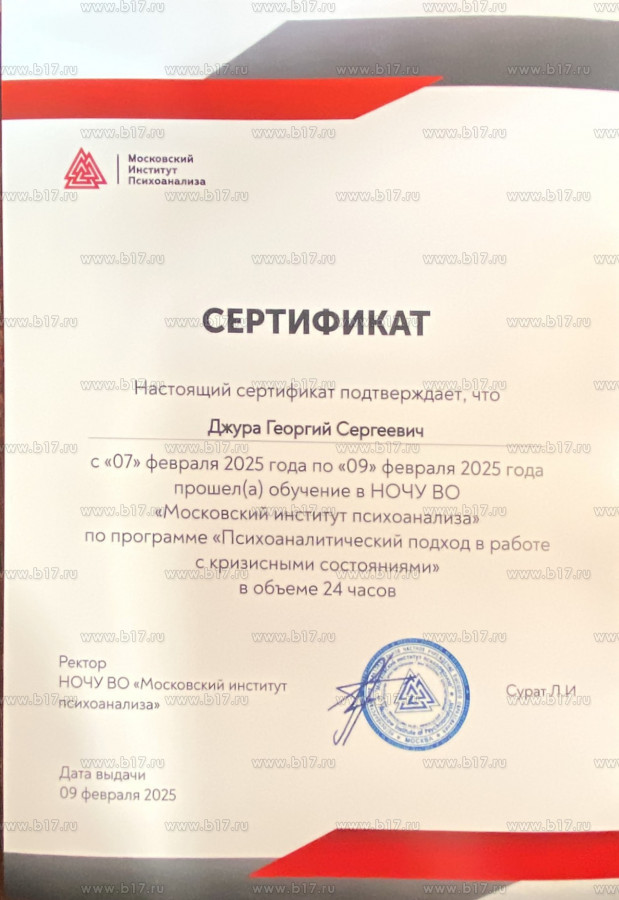 Московский
Институт
Психоанализа
СЕРТИФИКАТ
Настоящий сертификат подтверждает, что
Джура Георгий Сергеевич
с «07» февраля 2025 года по «09» февраля 2025 года
прошел(а) обучение в НОЧУ ВО
«Московский институт психоанализа»
по программе «Психоаналитический подход в работе
с кризисными состояниями»
в объеме 24 часов
Ректор
НОЧУ ВО «Московский институт
психоанализа»
Сурат Л.И
МОСКВА
Дата выдачи
09 февраля 2025
www.b17.ru